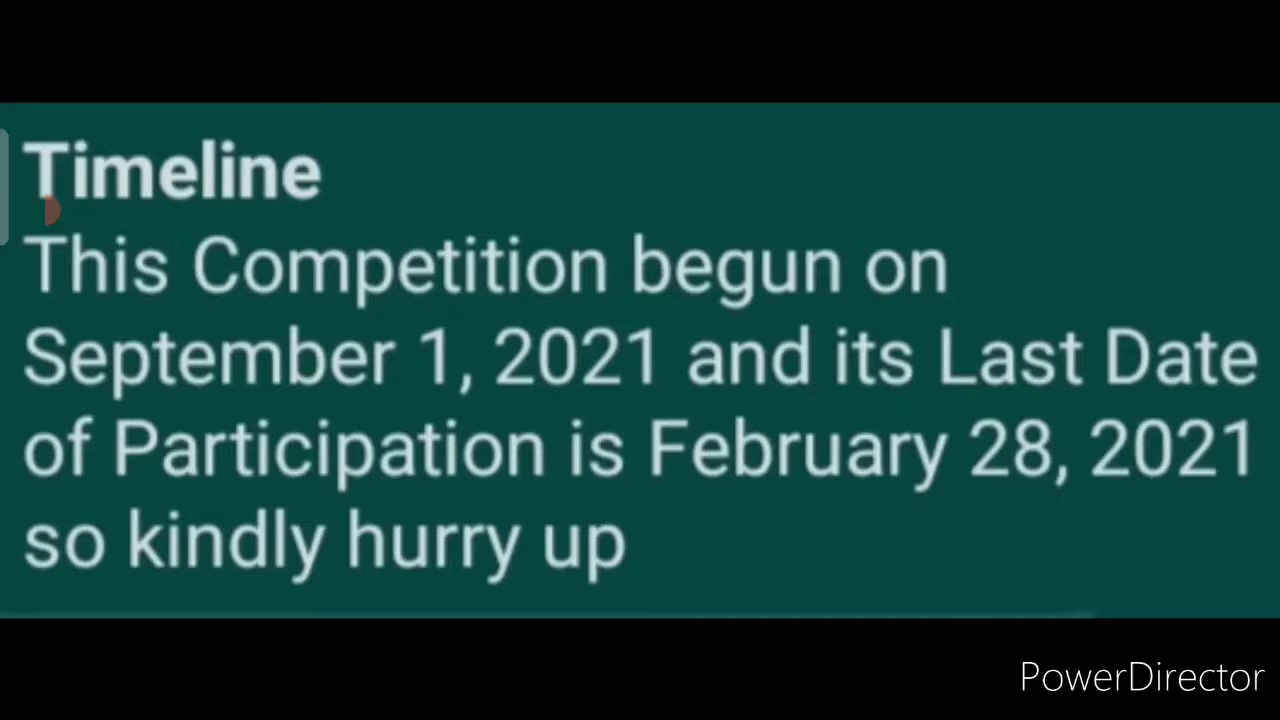 Timeline
This Competition begun on
September 1, 2021 and its Last Date
of Participation is February 28, 2021
so kindly hurry up
PowerDirector